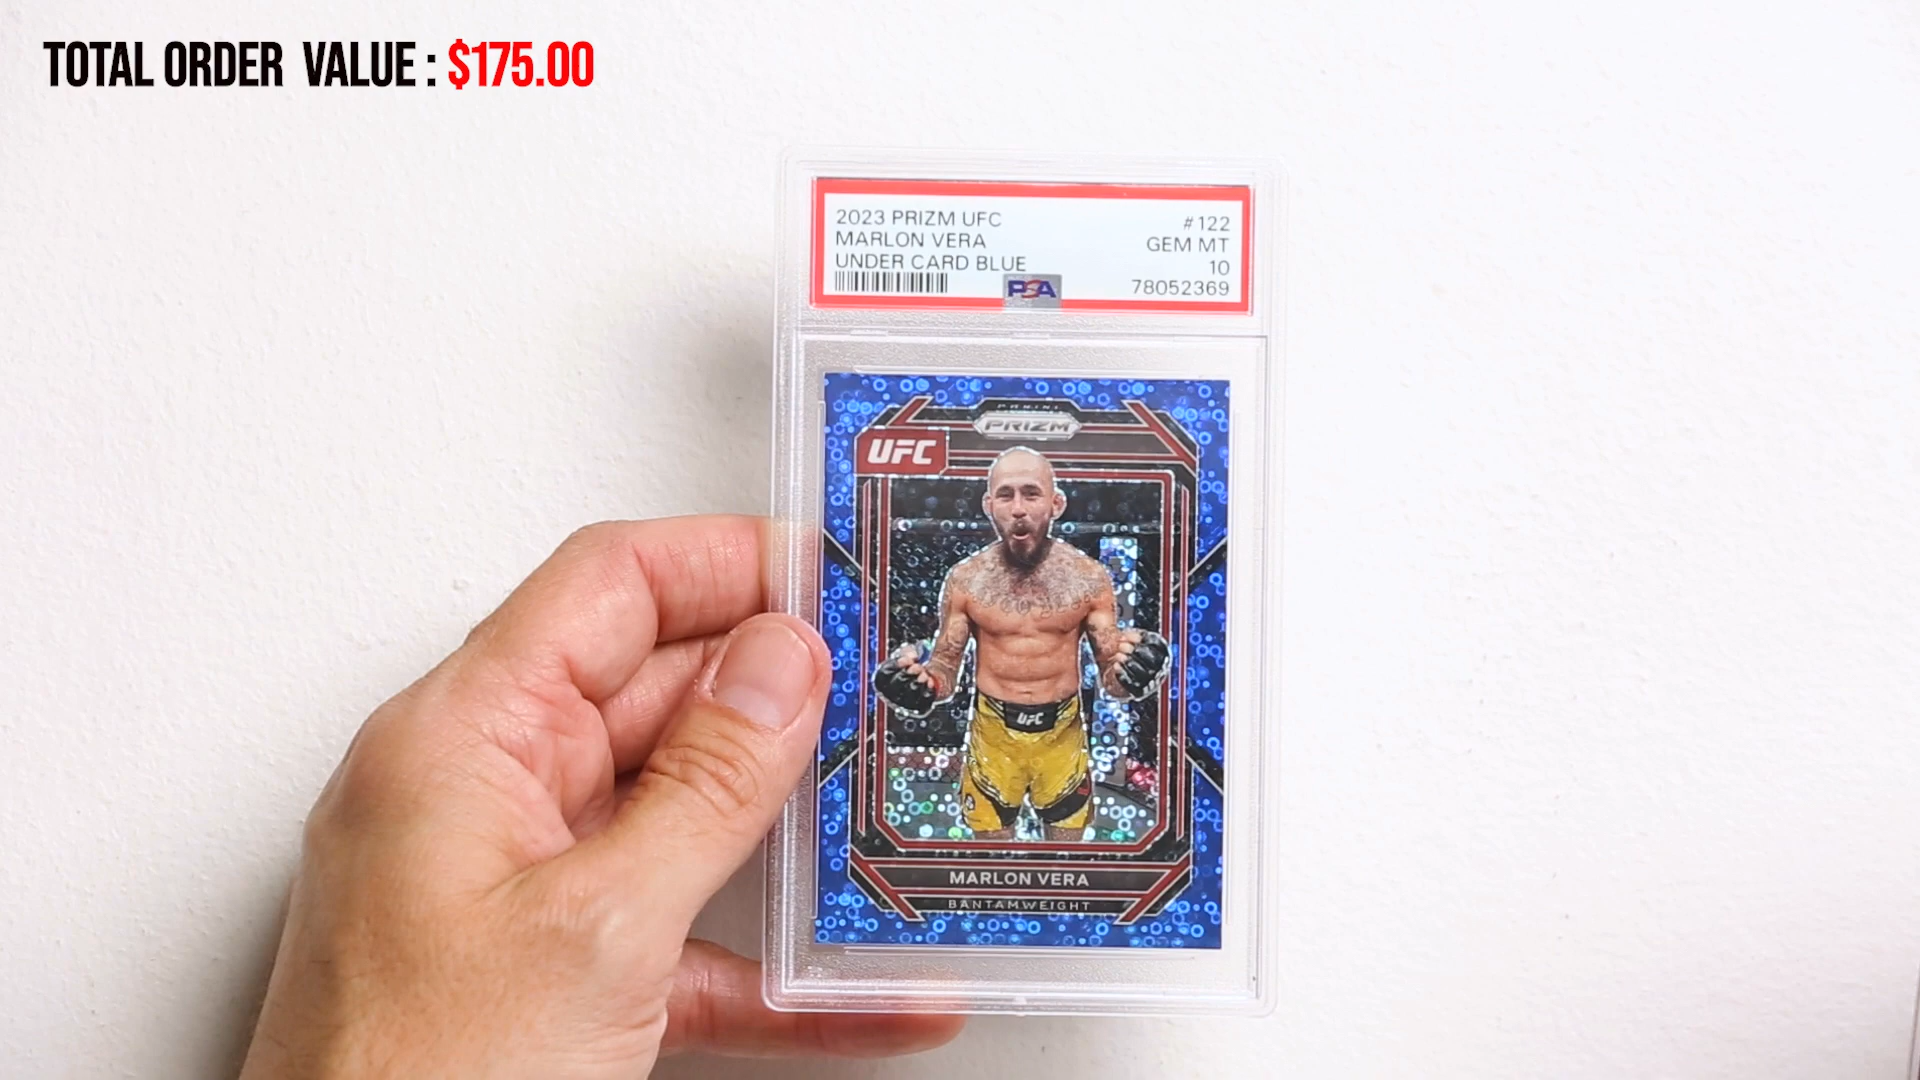 TOTAL ORDER VALUE : $175.00
2023 PRIZM UFC #122
MARLON VERA GEM MT
UNDER CARD BLUE 10
PSA 78052369
PANINI
PRIZM
UFC
UFC
MARLON VERA
BANTAMWEIGHT